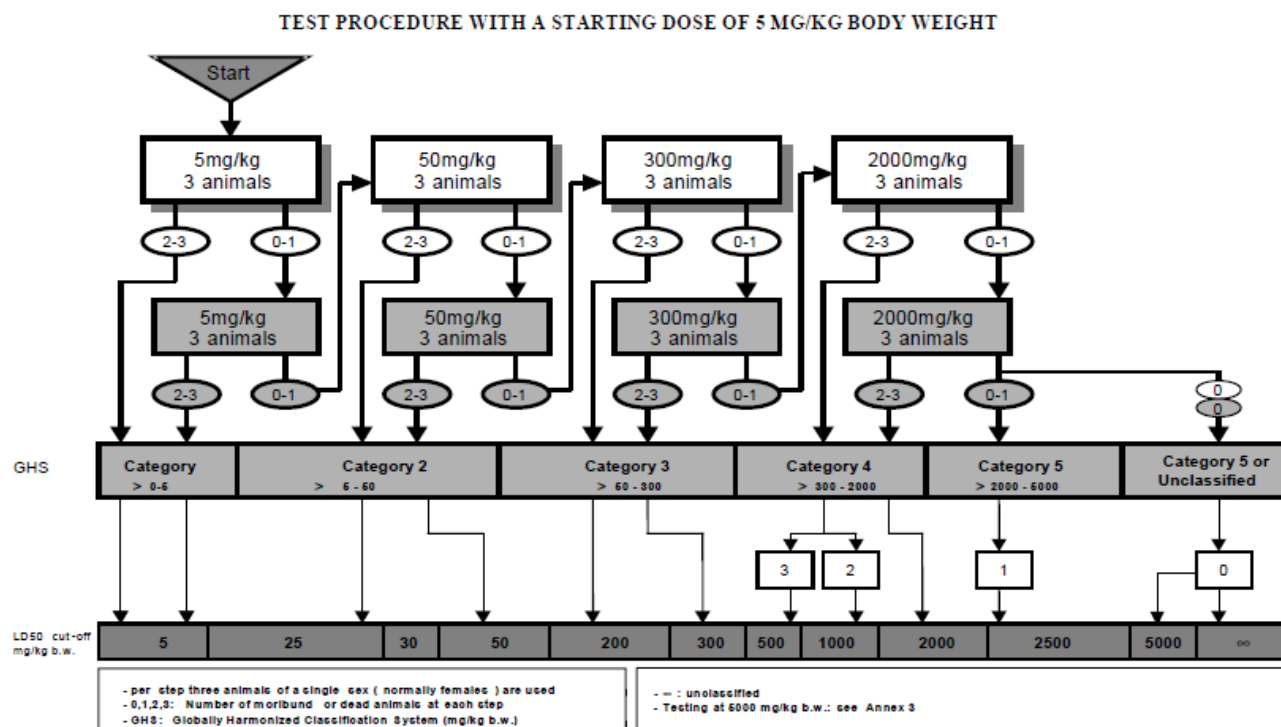 TEST PROCEDURE WITH A STARTING DOSE OF 5 MG/KG BODY WEIGHT
Start
5mg/kg
3 animals
50mg/kg
3 animals
300mg/kg
3 animals
2000mg/kg
3 animals
2-3
0-1
2-3
0-1
2-3
0-1
2-3
0-1
5mg/kg
3 animals
50mg/kg
3 animals
300mg/kg
3 animals
2000mg/kg
3 animals
2-3
0-1
2-3
0-1
2-3
0-1
2-3
0-1
0
0
GHS
Category
> 0-5
Category 2
> 5 - 50
Category 3
> 50 - 300
Category 4
> 300 - 2000
Category 5
> 2000 - 5000
Category 5 or
Unclassified
3
2
1
0
LD50 cut-off
mg/kg b.w.
5
25
30
50
200
300
500
1000
2000
2500
5000
∞
- per step three animals of a single sex ( normally females ) are used
- 0,1,2,3: Number of moribund or dead animals at each step
- GHS: Globally Harmonized Classification System (mg/kg b.w.)
- ∞ : unclassified
- Testing at 5000 mg/kg b.w.: see Annex 3